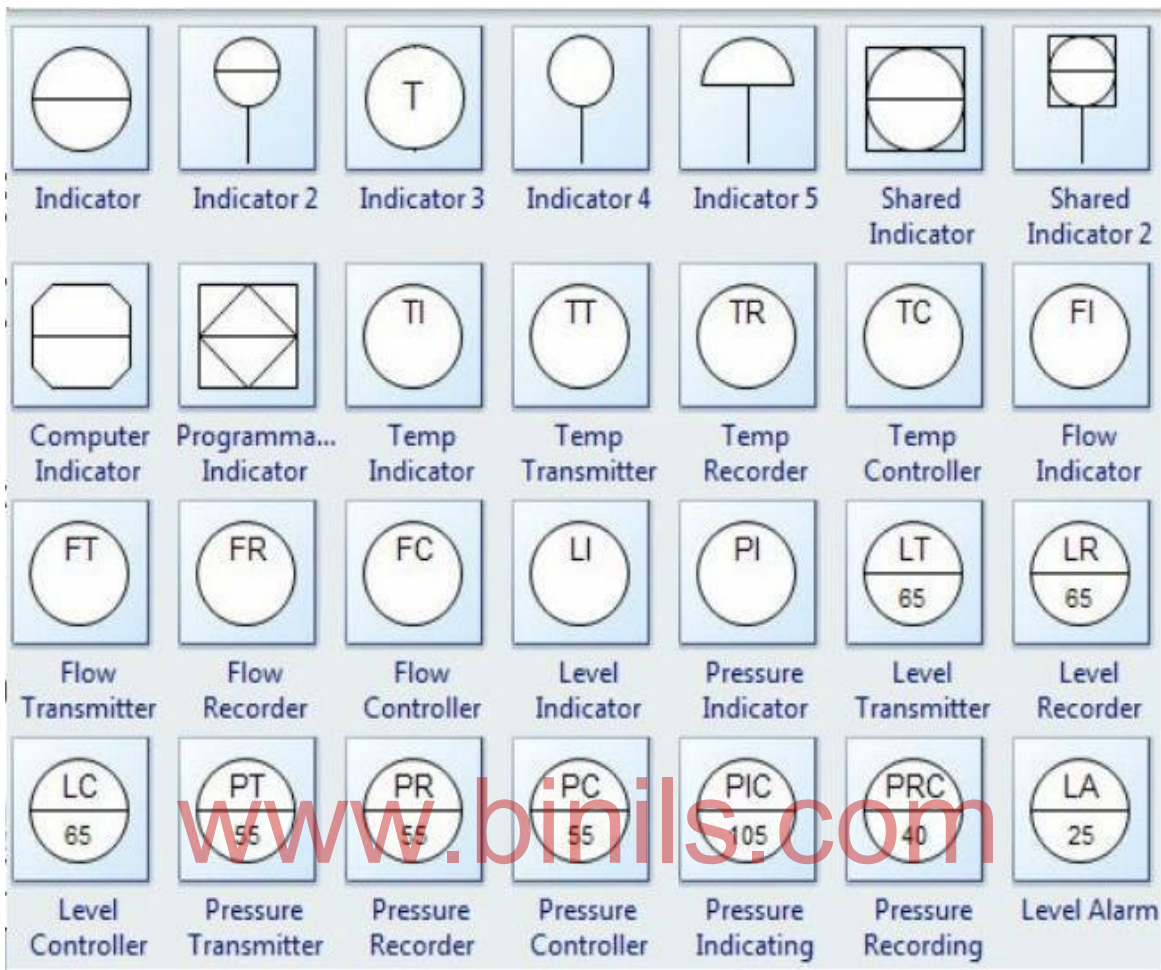 T
Indicator
Indicator 2
Indicator 3
Indicator 4
Indicator 5
Shared
Indicator
Shared
Indicator 2
TI
TT
TR
TC
FI
Computer
Indicator
Programma...
Indicator
Temp
Indicator
Temp
Transmitter
Temp
Recorder
Temp
Controller
Flow
Indicator
FT
FR
FC
LI
PI
LT
65
LR
65
Flow
Transmitter
Flow
Recorder
Flow
Controller
Level
Indicator
Pressure
Indicator
Level
Transmitter
Level
Recorder
LC
65
PT
55
PR
55
PC
55
PIC
105
PRC
40
LA
25
www.binils.com
Level
Controller
Pressure
Transmitter
Pressure
Recorder
Pressure
Controller
Pressure
Indicating
Pressure
Recording
Level Alarm